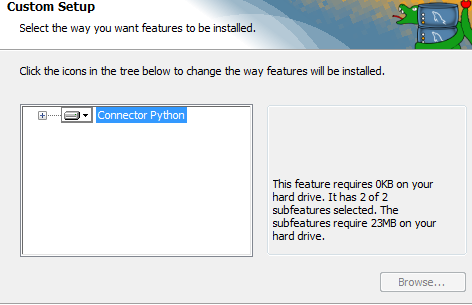 Custom Setup
Select the way you want features to be installed.
Click the icons in the tree below to change the way features will be installed.
Connector Python
This feature requires 0KB on your
hard drive. It has 2 of 2
subfeatures selected. The
subfeatures require 23MB on your
hard drive.
Browse...